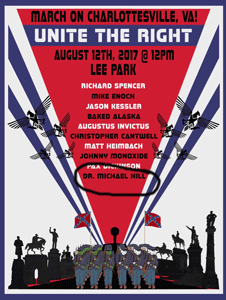 MARCH ON CHARLOTTESVILLE, VA!
UNITE THE RIGHT
AUGUST 12TH, 2017 @ 12PM
LEE PARK
RICHARD SPENCER
MIKE ENOCH
JASON KESSLER
BAKED ALASKA
AUGUSTUS INVICTUS
CHRISTOPHER CANTWELL
MATT HEIMBACH
JOHNNY MONOXIDE
PAX DICKINSON
DR. MICHAEL HILL